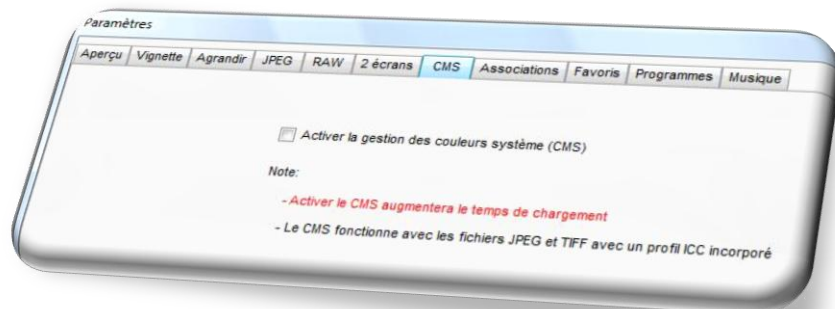 Paramètres
Aperçu Vignette Agrandir JPEG RAW 2 écrans CMS Associations Favoris Programmes Musique
Activer la gestion des couleurs système (CMS)
Note:
- Activer le CMS augmentera le temps de chargement
- Le CMS fonctionne avec les fichiers JPEG et TIFF avec un profil ICC incorporé